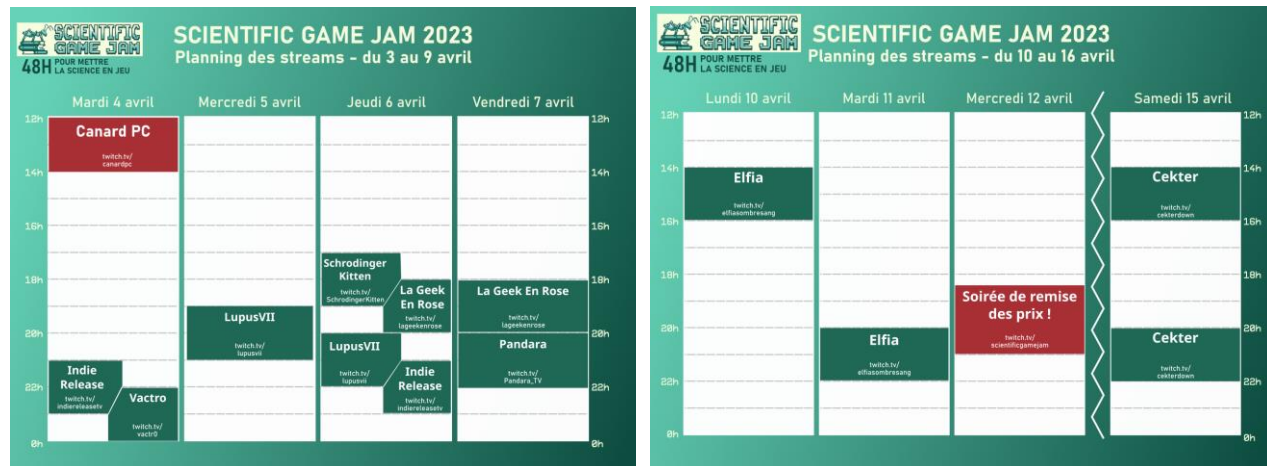 SCIENTIFIC
GAME JAM
48H POUR METTRE
LA SCIENCE EN JEU
SCIENTIFIC GAME JAM 2023
Planning des streams - du 3 au 9 avril
Mardi 4 avril
Mercredi 5 avril
Jeudi 6 avril
Vendredi 7 avril
12h
14h
16h
18h
20h
22h
0h
Canard PC
twitch.tv/
canardpc
Indie
Release
twitch.tv/
indiereleasetv
Vactro
twitch.tv/
vactr0
LupusVII
twitch.tv/
lupusvii
Schrodinger
Kitten
twitch.tv/
SchrodingerKitten
La Geek
En Rose
twitch.tv/
lageekenrose
LupusVII
twitch.tv/
lupusvii
Indie
Release
twitch.tv/
indiereleasetv
La Geek En Rose
twitch.tv/
lageekenrose
Pandara
twitch.tv/
Pandara_TV
12h
14h
16h
18h
20h
22h
0h
SCIENTIFIC
GAME JAM
48H POUR METTRE
LA SCIENCE EN JEU
SCIENTIFIC GAME JAM 2023
Planning des streams - du 10 au 16 avril
Lundi 10 avril
Mardi 11 avril
Mercredi 12 avril
Samedi 15 avril
12h
14h
16h
18h
20h
22h
0h
Elfia
twitch.tv/
elfiasombresang
Elfia
twitch.tv/
elfiasombresang
Soirée de remise
des prix !
twitch.tv/
scientificgamejam
Cekter
twitch.tv/
cekterdown
Cekter
twitch.tv/
cekterdown
12h
14h
16h
18h
20h
22h
0h